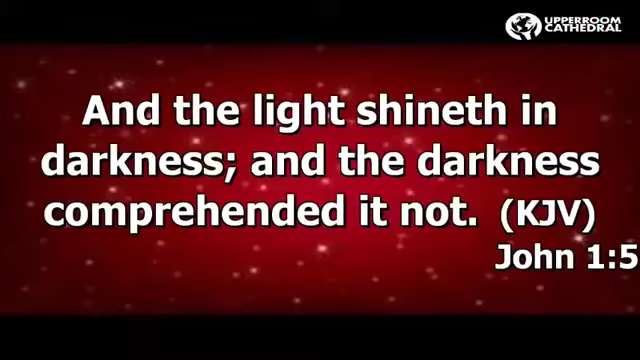 UPPERROOM
CATHEDRAL
And the light shineth in
darkness; and the darkness
comprehended it not. (KJV)
John 1:5